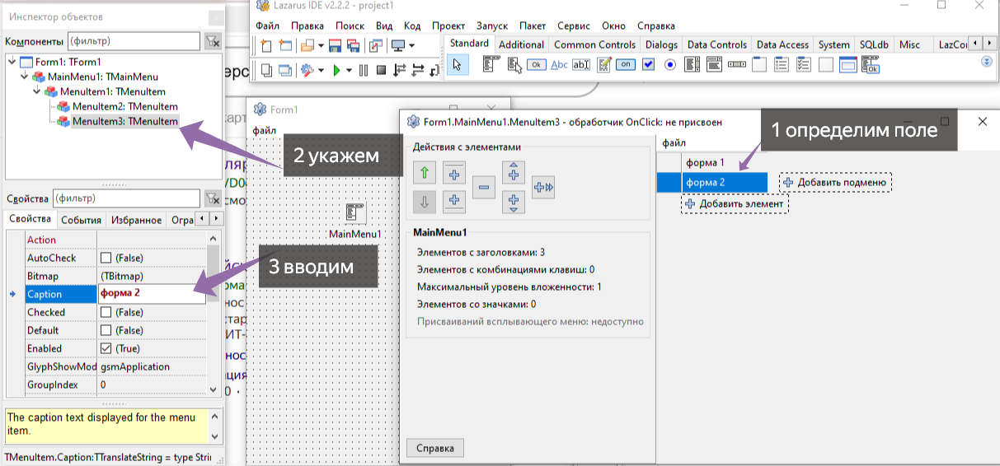 Инспектор объектов
Компоненты (фильтр)
Form1: TForm1
MainMenu1: TMainMenu
MenuItem1: TMenuItem
MenuItem2: TMenuItem
MenuItem3: TMenuItem
Свойства (фильтр)
Свойства События Избранное Огра
Action
AutoCheck (False)
Bitmap (TBitmap)
Caption форма 2
Checked (False)
Default (False)
Enabled (True)
GlyphShowMod gsmApplication
GroupIndex 0
The caption text displayed for the menu
item.
TMenuItem.Caption:TTranslateString = type Stri
Lazarus IDE v2.2.2 - project1
Файл Правка Поиск Вид Код Проект Запуск Пакет Сервис Окно Справка
Standard Additional Common Controls Dialogs Data Controls Data Access System SQLdb Misc LazCo
Ok Abc abI on Ok
Form1
файл
MainMenu1
2 укажем
3 вводим
1 определим поле
Form1.MainMenu1.MenuItem3 - обработчик OnClick: не присвоен
Действия с элементами
MainMenu1
Элементов с заголовками: 3
Элементов с комбинациями клавиш: 0
Максимальный уровень вложенности: 1
Элементов со значками: 0
Присваиваний всплывающего меню: недоступно
Справка
файл
форма 1
форма 2 Добавить подменю
Добавить элемент